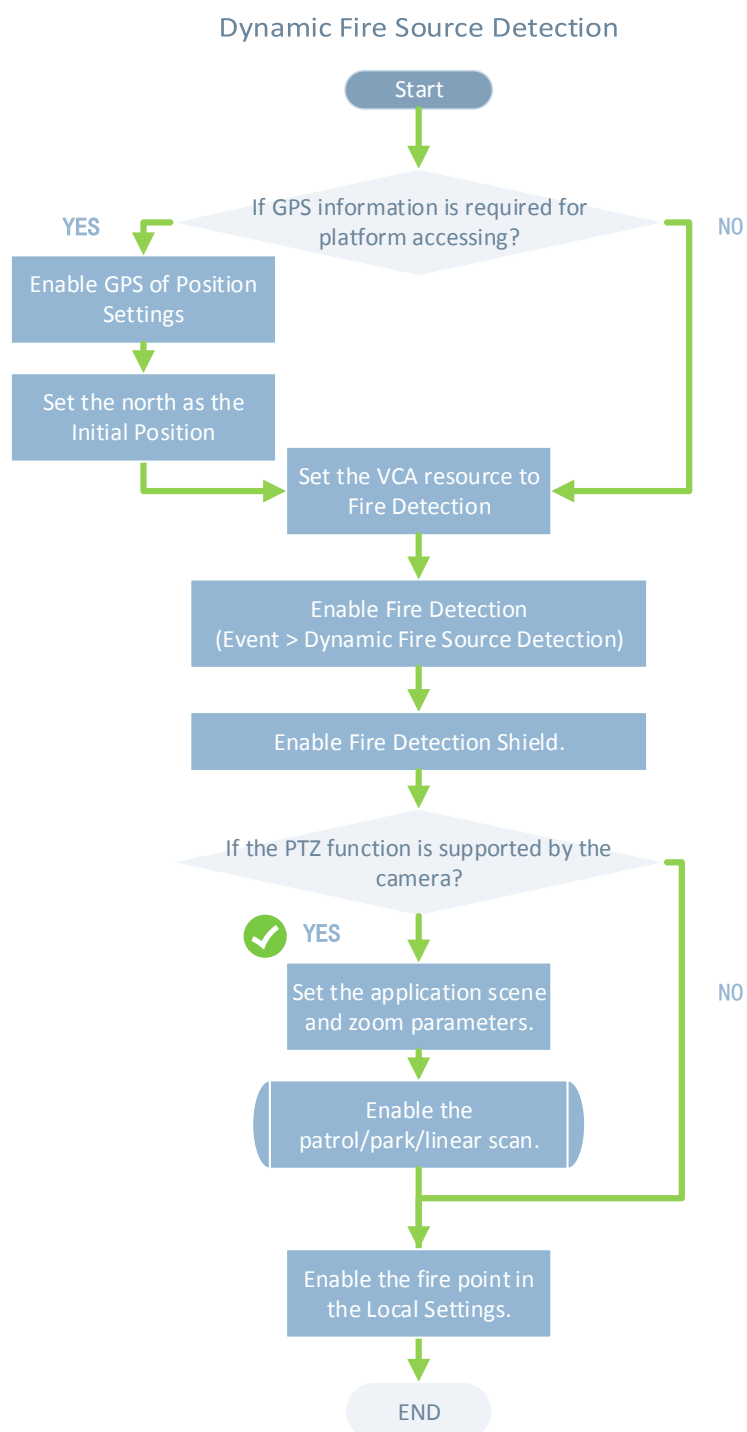 Dynamic Fire Source Detection
Start
If GPS information is required for
platform accessing?
YES
NO
Enable GPS of Position
Settings
Set the north as the
Initial Position
Set the VCA resource to
Fire Detection
Enable Fire Detection
(Event > Dynamic Fire Source Detection)
Enable Fire Detection Shield.
If the PTZ function is supported by the
camera?
YES
Set the application scene
and zoom parameters.
NO
Enable the
patrol/park/linear scan.
Enable the fire point in
the Local Settings.
END